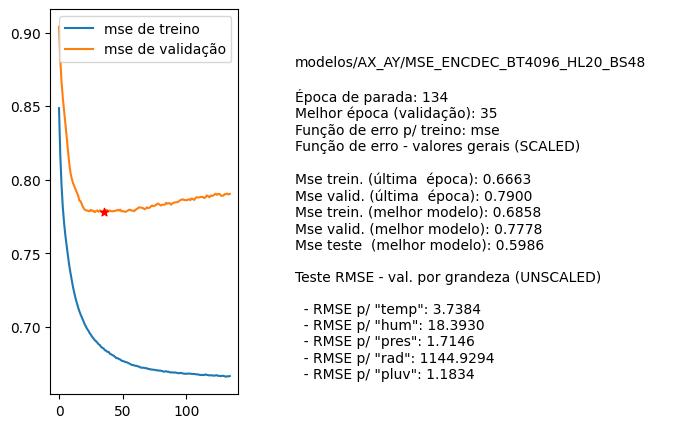 mse de treino
mse de validação
0.90
0.85
0.80
0.75
0.70
0
50
100
modelos/AX_AY/MSE_ENCDEC_BT4096_HL20_BS48
Época de parada: 134
Melhor época (validação): 35
Função de erro p/ treino: mse
Função de erro - valores gerais (SCALED)
Mse trein. (última  época): 0.6663
Mse valid. (última  época): 0.7900
Mse trein. (melhor modelo): 0.6858
Mse valid. (melhor modelo): 0.7778
Mse teste  (melhor modelo): 0.5986
Teste RMSE - val. por grandeza (UNSCALED)
- RMSE p/ "temp": 3.7384
- RMSE p/ "hum": 18.3930
- RMSE p/ "pres": 1.7146
- RMSE p/ "rad": 1144.9294
- RMSE p/ "pluv": 1.1834